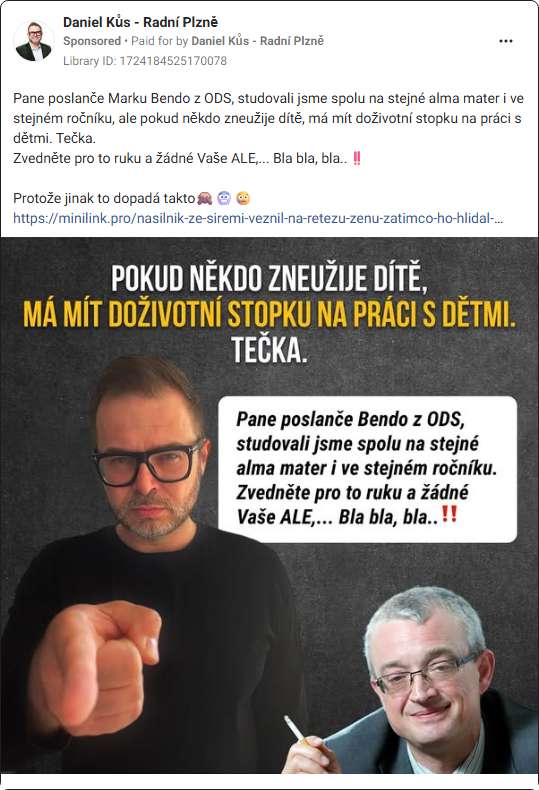 Daniel Kůs - Radní Plzně
Sponsored • Paid for by Daniel Kůs - Radní Plzně
Library ID: 1724184525170078
Pane poslanče Marku Bendo z ODS, studovali jsme spolu na stejné alma mater i ve
stejném ročníku, ale pokud někdo zneužije dítě, má mít doživotní stopku na práci s
dětmi. Tečka.
Zvedněte pro to ruku a žádné Vaše ALE,... Bla bla, bla.. ‼️
Protože jinak to dopadá takto🙈 🥶 🤕
https://minilink.pro/nasilnik-ze-siremi-veznil-na-retezu-zenu-zatimco-ho-hlidal-...
POKUD NĚKDO ZNEUŽIJE DÍTĚ,
MÁ MÍT DOŽIVOTNÍ STOPKU NA PRÁCI S DĚTMI.
TEČKA.
Pane poslanče Bendo z ODS,
studovali jsme spolu na stejné
alma mater i ve stejném ročníku.
Zvedněte pro to ruku a žádné
Vaše ALE,... Bla bla, bla..‼️